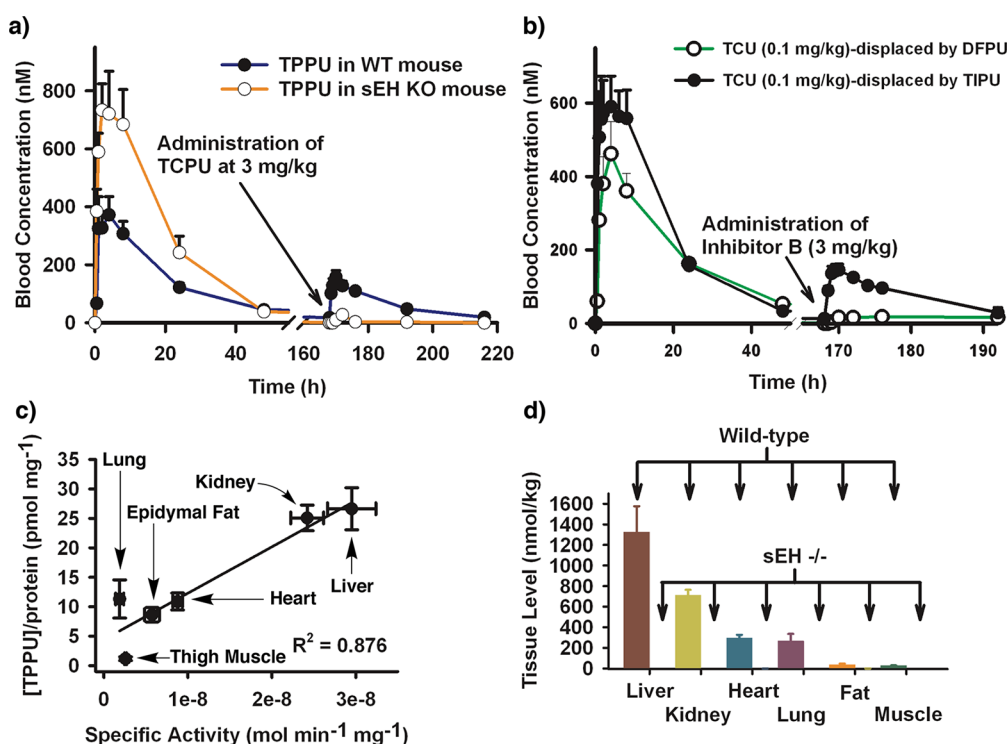 a)
TPPU in WT mouse
TPPU in sEH KO mouse
Administration of
TCPU at 3 mg/kg
Blood Concentration (nM)
800
600
400
200
0
0 20 40 160 180 200 220
Time (h)
b)
TCU (0.1 mg/kg)-displaced by DFPU
TCU (0.1 mg/kg)-displaced by TIPU
Administration of
Inhibitor B (3 mg/kg)
Blood Concentration (nM)
600
400
200
0
0 20 40 170 180 190
Time (h)
c)
[TPPU]/protein (pmol mg-1)
35
30
25
20
15
10
5
0
Lung
Epidymal Fat
Kidney
Liver
Heart
Thigh Muscle
R2 = 0.876
0 1e-8 2e-8 3e-8
Specific Activity (mol min-1 mg-1)
d)
Wild-type
sEH -/-
Tissue Level (nmol/kg)
1600
1400
1200
1000
800
600
400
200
0
Liver Heart Fat
Kidney Lung Muscle